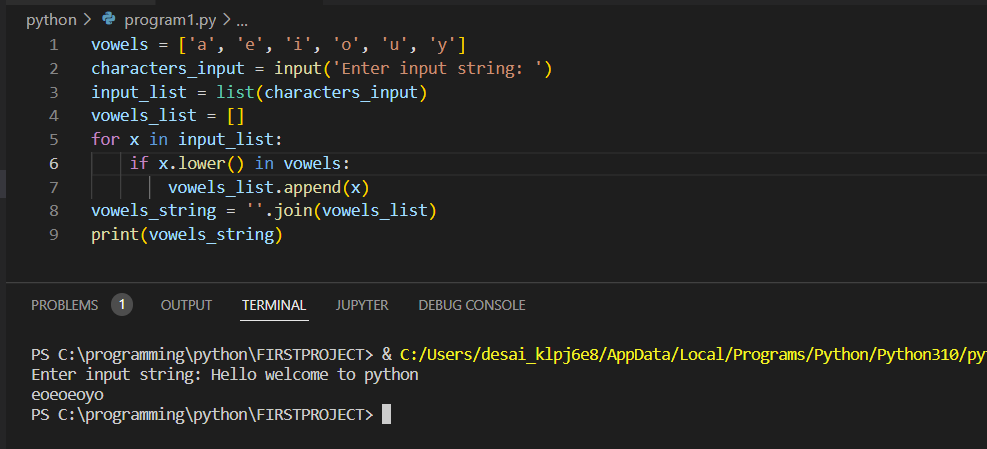 python > program1.py > ...
1 vowels = ['a', 'e', 'i', 'o', 'u', 'y']
2 characters_input = input('Enter input string: ')
3 input_list = list(characters_input)
4 vowels_list = []
5 for x in input_list:
6     if x.lower() in vowels:
7         vowels_list.append(x)
8 vowels_string = ''.join(vowels_list)
9 print(vowels_string)
PROBLEMS 1 OUTPUT TERMINAL JUPYTER DEBUG CONSOLE
PS C:\programming\python\FIRSTPROJECT> & C:/Users/desai_klpj6e8/AppData/Local/Programs/Python/Python310/py
Enter input string: Hello welcome to python
eoeoeoyo
PS C:\programming\python\FIRSTPROJECT>